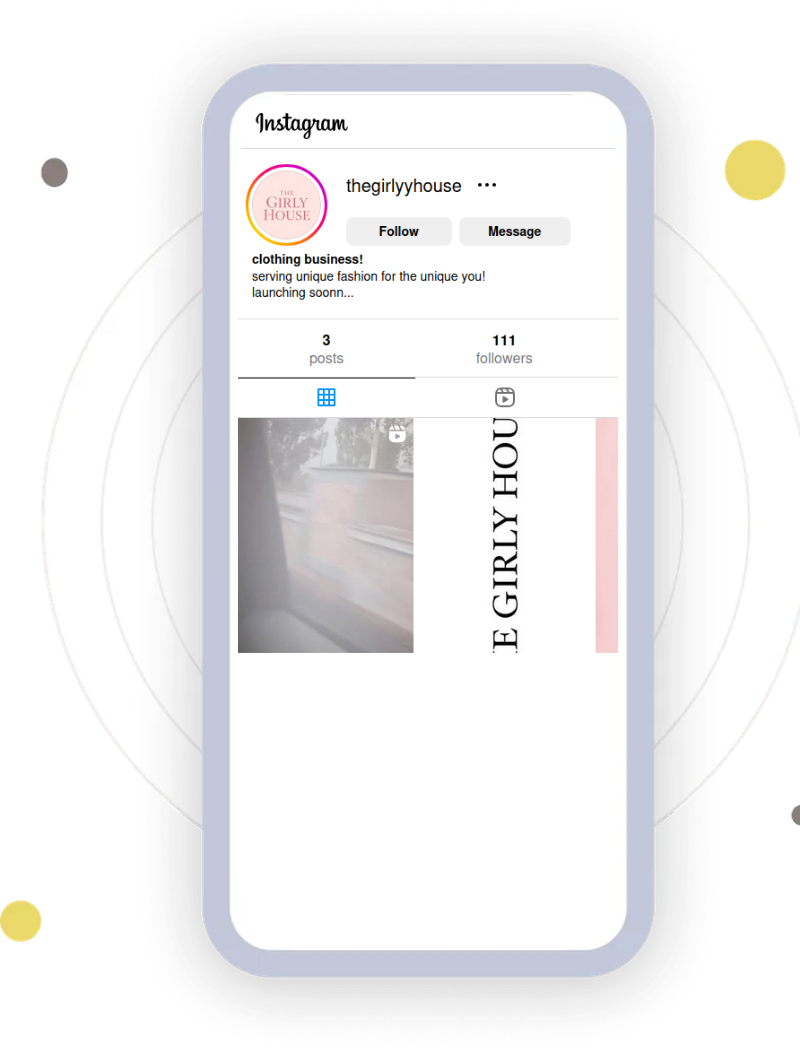 Instagram
thegirlyyhouse
THE
GIRLY
HOUSE
Follow Message
clothing business!
serving unique fashion for the unique you!
launching soonn...
3 111
posts followers
E GIRLY HOU